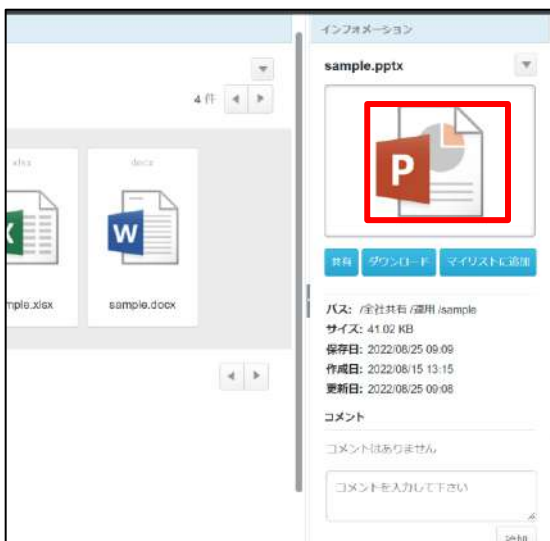 インフォメーション
sample.pptx
4 件
xlsx
docx
P
W
mple.xlsx
sample.docx
共有 ダウンロード マイリストに追加
パス: /全社共有 /運用 /sample
サイズ: 41.02 KB
保存日: 2022/08/25 09:09
作成日: 2022/08/15 13:15
更新日: 2022/08/25 09:08
コメント
コメントはありません
コメントを入力して下さい
追加